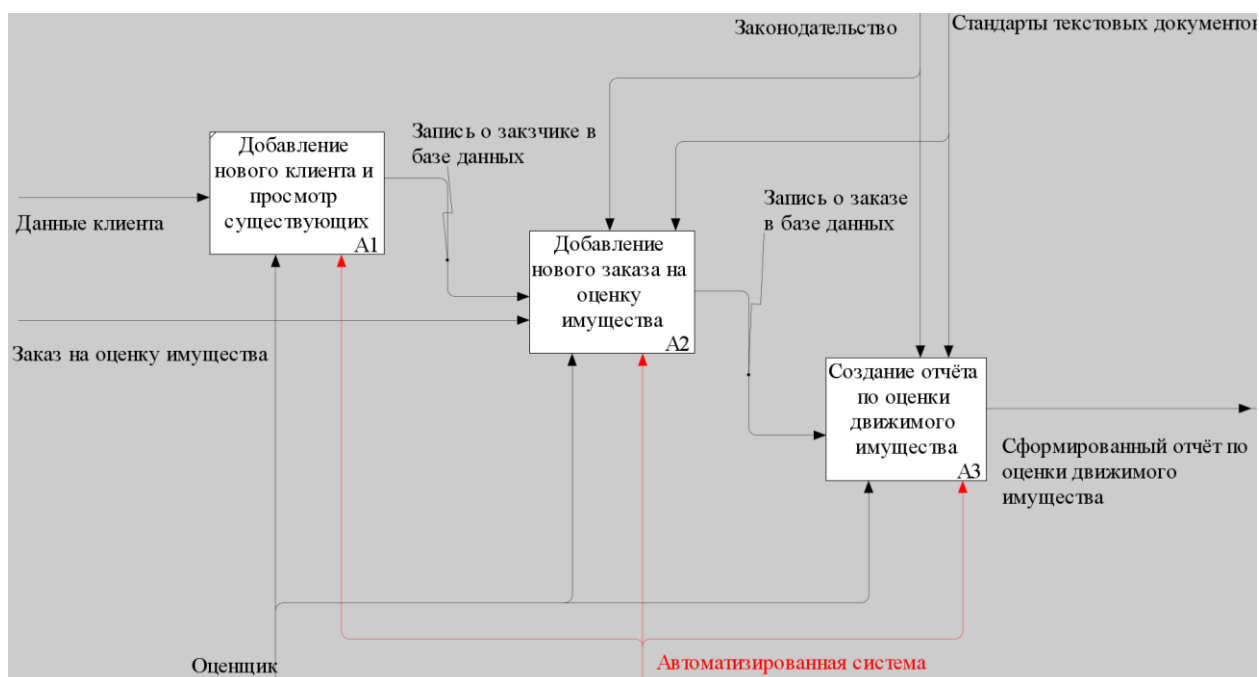 Законодательство
Стандарты текстовых документов
Добавление
нового клиента и
просмотр
существующих
A1
Запись о закзчике в
базе данных
Данные клиента
Запись о заказе
в базе данных
Добавление
нового заказа на
оценку
имущества
A2
Заказ на оценку имущества
Создание отчёта
по оценки
движимого
имущества
A3
Сформированный отчёт по
оценки движимого
имущества
Оценщик
Автоматизированная система